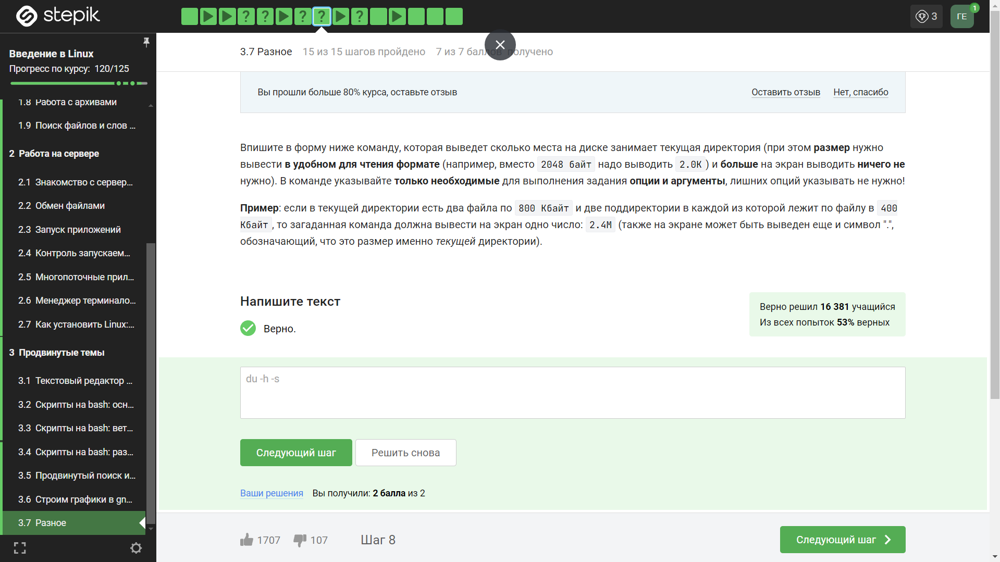 stepik
3
ГЕ
1
Введение в Linux
Прогресс по курсу: 120/125
1.8 Работа с архивами
1.9 Поиск файлов и слов ...
2 Работа на сервере
2.1 Знакомство с сервер...
2.2 Обмен файлами
2.3 Запуск приложений
2.4 Контроль запускаем...
2.5 Многопоточные прил...
2.6 Менеджер терминало...
2.7 Как установить Linux:...
3 Продвинутые темы
3.1 Текстовый редактор ...
3.2 Скрипты на bash: осн...
3.3 Скрипты на bash: вет...
3.4 Скрипты на bash: раз...
3.5 Продвинутый поиск и...
3.6 Строим графики в gn...
3.7 Разное
3.7 Разное 15 из 15 шагов пройдено 7 из 7 баллов получено
Вы прошли больше 80% курса, оставьте отзыв Оставить отзыв Нет, спасибо
Впишите в форму ниже команду, которая выведет сколько места на диске занимает текущая директория (при этом размер нужно
вывести в удобном для чтения формате (например, вместо 2048 байт надо выводить 2.0K) и больше на экран выводить ничего не
нужно). В команде указывайте только необходимые для выполнения задания опции и аргументы, лишних опций указывать не нужно!
Пример: если в текущей директории есть два файла по 800 Кбайт и две поддиректории в каждой из которой лежит по файлу в 400
Кбайт, то загаданная команда должна вывести на экран одно число: 2.4M (также на экране может быть выведен еще и символ ".",
обозначающий, что это размер именно текущей директории).
Напишите текст
Верно.
Верно решил 16 381 учащийся
Из всех попыток 53% верных
du -h -s
Следующий шаг Решить снова
Ваши решения Вы получили: 2 балла из 2
1707 107 Шаг 8 Следующий шаг